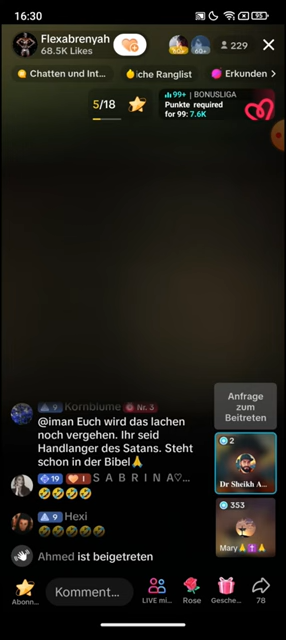 16:30
95
Flexabrenyah
68.5K Likes
229
Chatten und Int...
iche Ranglist
Erkunden
5/18
99+ | BONUSLIGA
Punkte required
for 99: 7.6K
9 Kornblume Nr. 3
@iman Euch wird das lachen
noch vergehen. Ihr seid
Handlanger des Satans. Steht
schon in der Bibel🙏
19 I S A B R I N A ♡...
🤣🤣🤣🤣
9 Hexi
🤣🤣🤣🤣🤣
Ahmed ist beigetreten
Anfrage
zum
Beitreten
2
Dr Sheikh A...
353
Mary🙏✝️🙏
Abonn...
Komment...
LIVE mi...
Rose
Gesche...
78